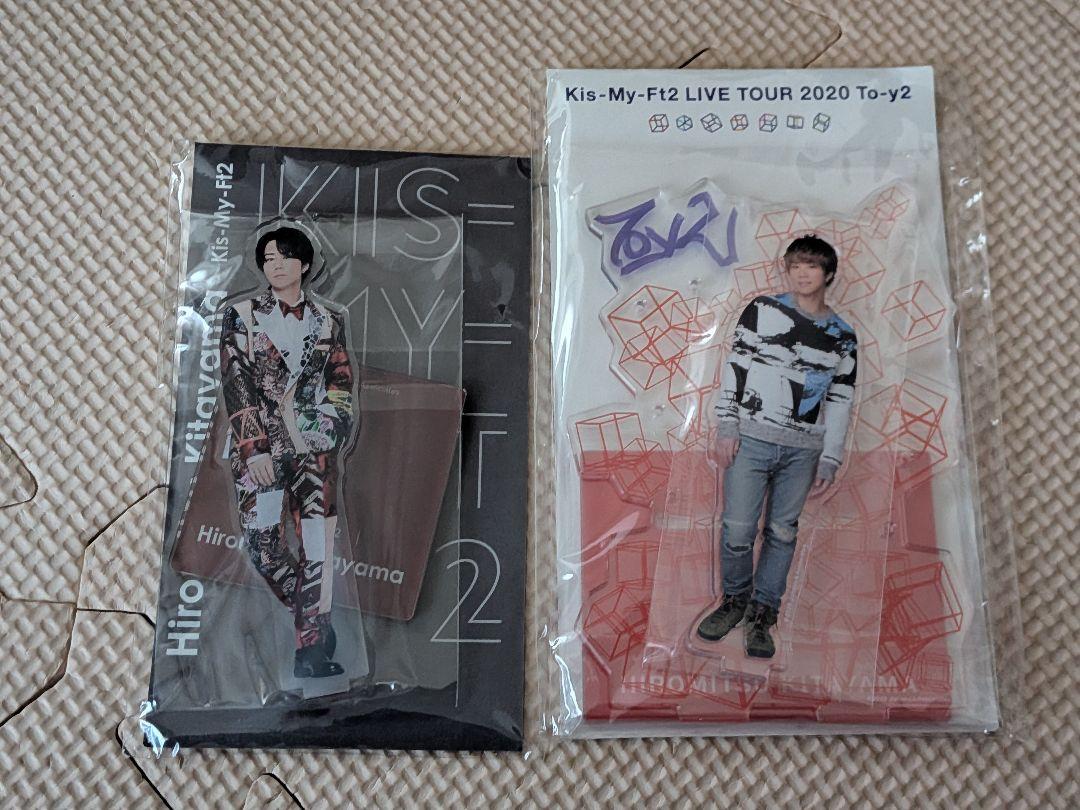 KIS-
MY-
FT
2
Hiro Kitayama Kis-My-Ft2
Hiro ayama
Kis-My-Ft2 LIVE TOUR 2020 To-y2
To-y2
HIROMITSU KITAYAMA